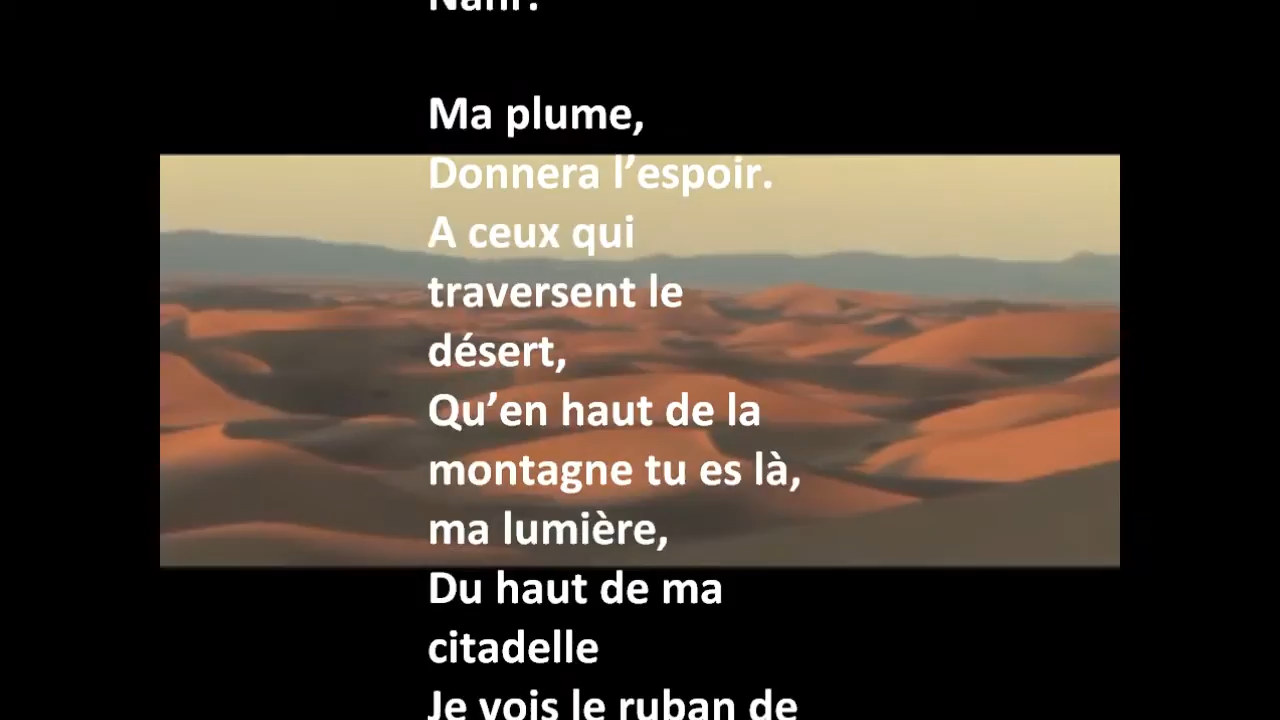 Ma plume,
Donnera l’espoir.
A ceux qui
traversent le
désert,
Qu’en haut de la
montagne tu es là,
ma lumière,
Du haut de ma
citadelle
Je vois le ruban de